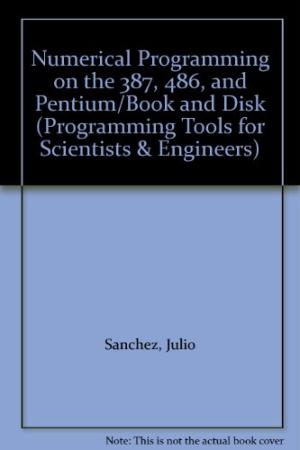 Numerical Programming
on the 387, 486, and
Pentium/Book and Disk
(Programming Tools for
Scientists & Engineers)
Sanchez, Julio
Note: This is not the actual book cover